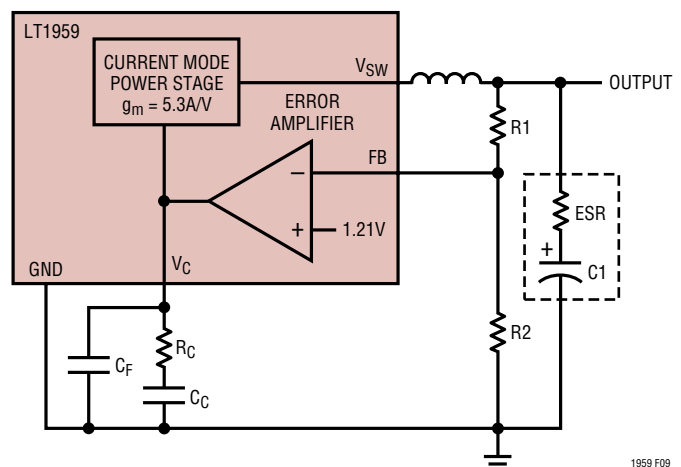 LT1959
CURRENT MODE
POWER STAGE
gm = 5.3A/V
VSW
OUTPUT
ERROR
AMPLIFIER
R1
FB
–
+
1.21V
ESR
+
C1
GND
VC
R2
RC
CF
CC
1959 F09